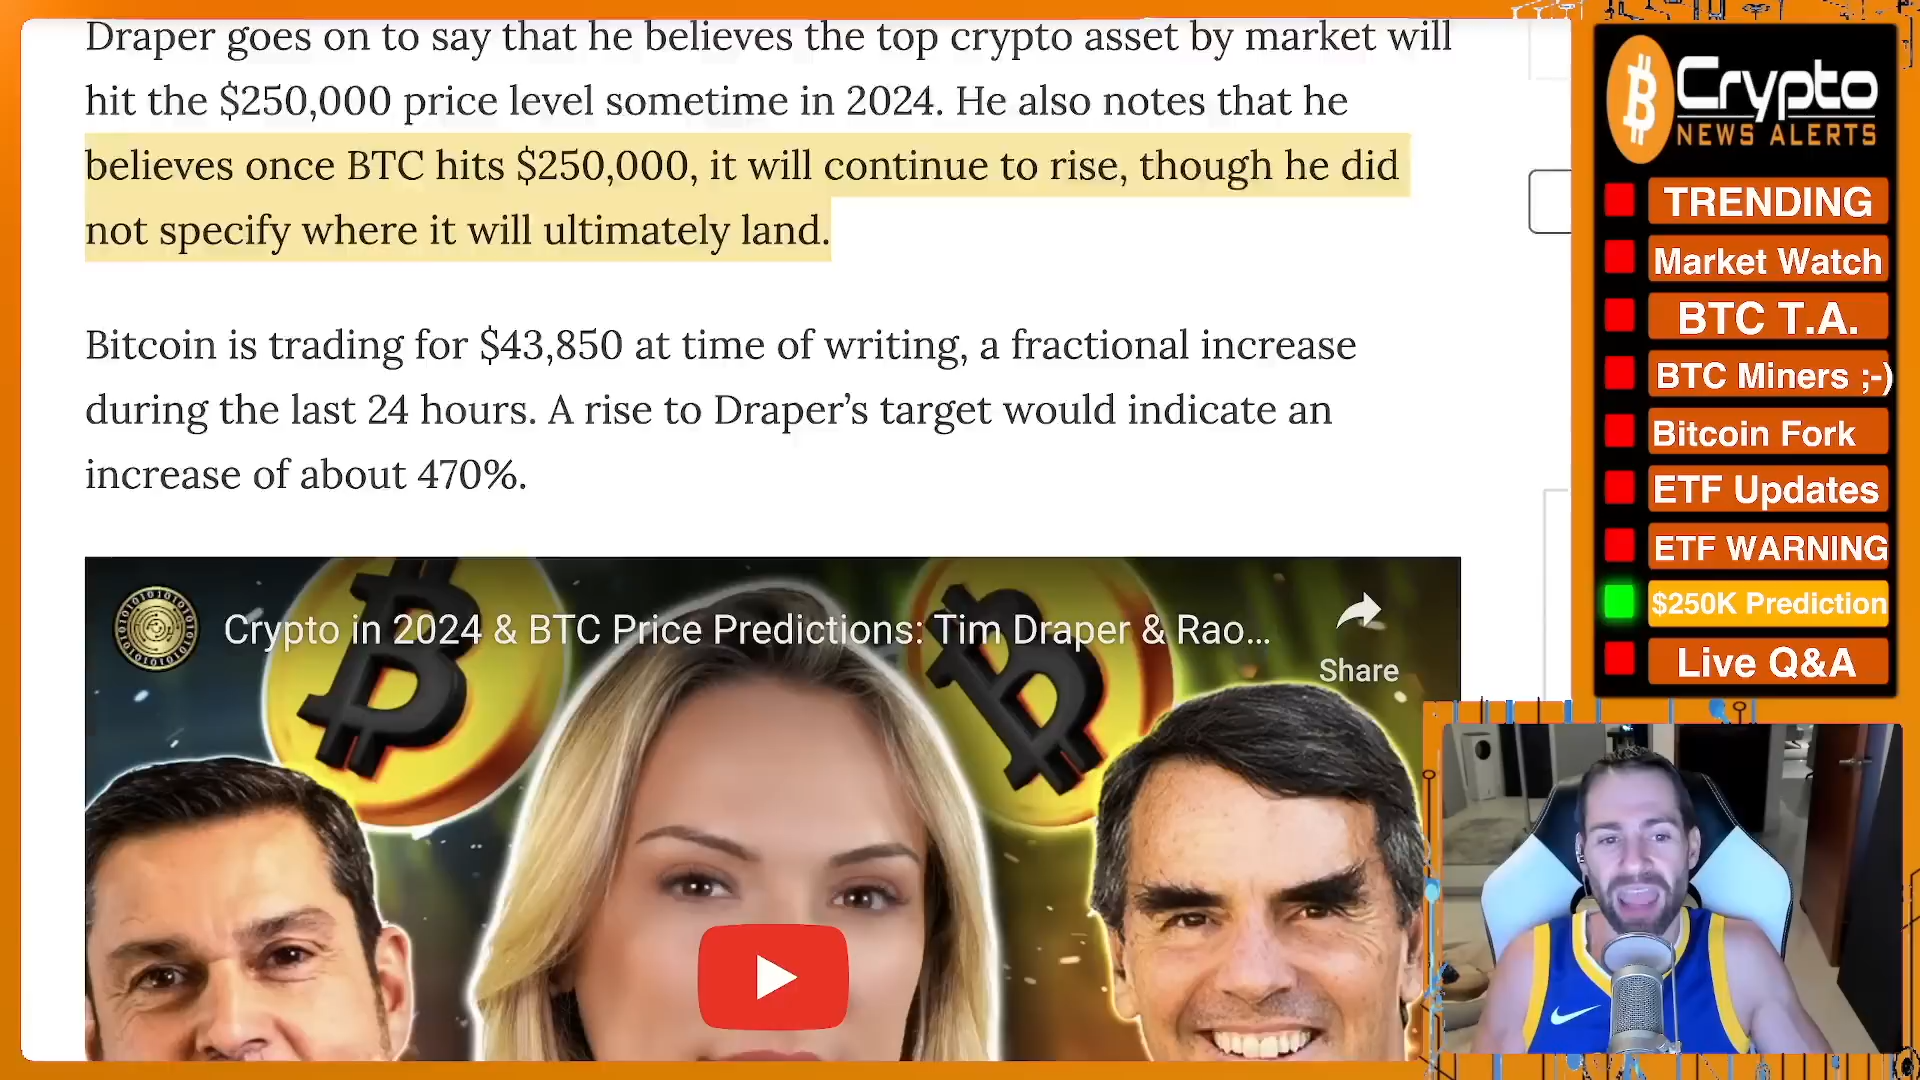 Draper goes on to say that he believes the top crypto asset by market will
hit the $250,000 price level sometime in 2024. He also notes that he
believes once BTC hits $250,000, it will continue to rise, though he did
not specify where it will ultimately land.
Bitcoin is trading for $43,850 at time of writing, a fractional increase
during the last 24 hours. A rise to Draper’s target would indicate an
increase of about 470%.
Crypto in 2024 & BTC Price Predictions: Tim Draper & Rao...
Share
Crypto
NEWS ALERTS
TRENDING
Market Watch
BTC T.A.
BTC Miners ;-)
Bitcoin Fork
ETF Updates
ETF WARNING
$250K Prediction
Live Q&A